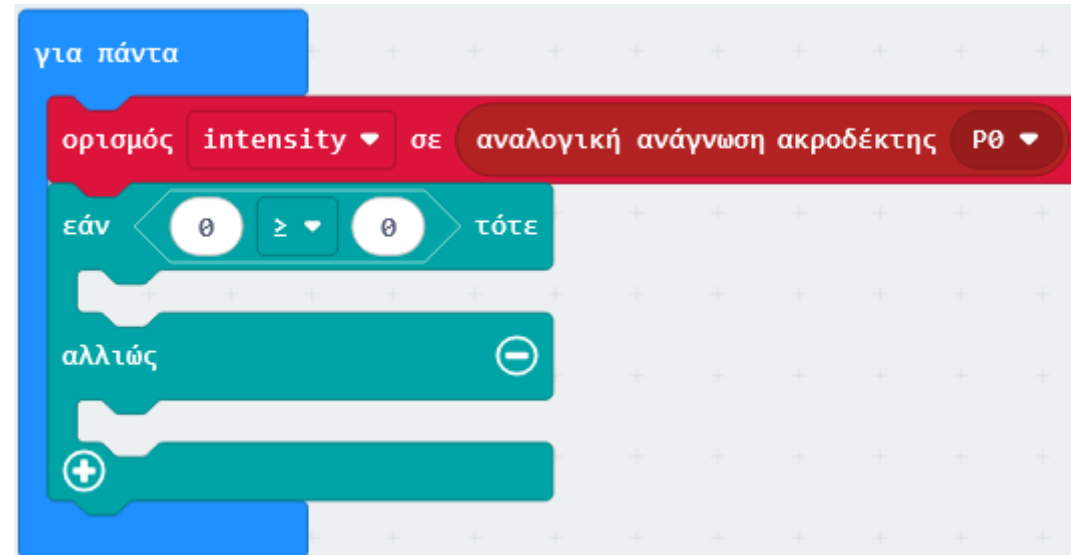 για πάντα
ορισμός intensity σε αναλογική ανάγνωση ακροδέκτης P0
εάν 0 ≥ 0 τότε
αλλιώς